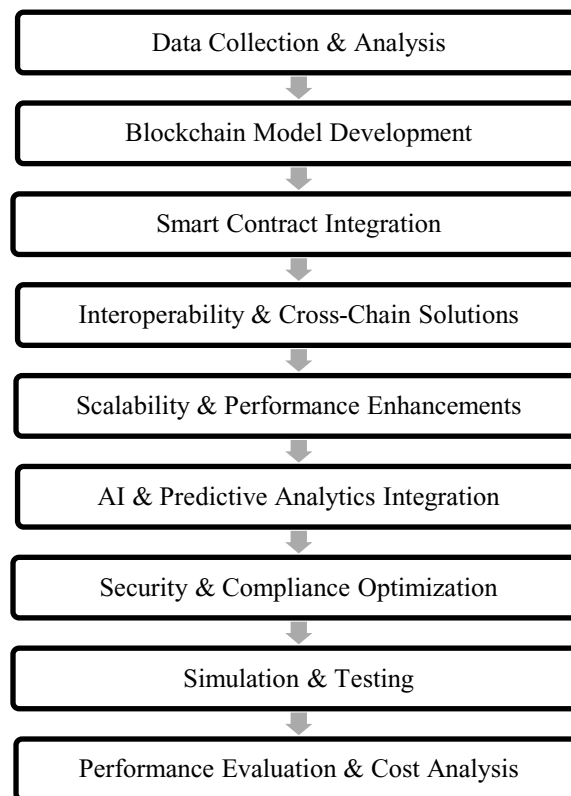 Data Collection & Analysis
Blockchain Model Development
Smart Contract Integration
Interoperability & Cross-Chain Solutions
Scalability & Performance Enhancements
AI & Predictive Analytics Integration
Security & Compliance Optimization
Simulation & Testing
Performance Evaluation & Cost Analysis